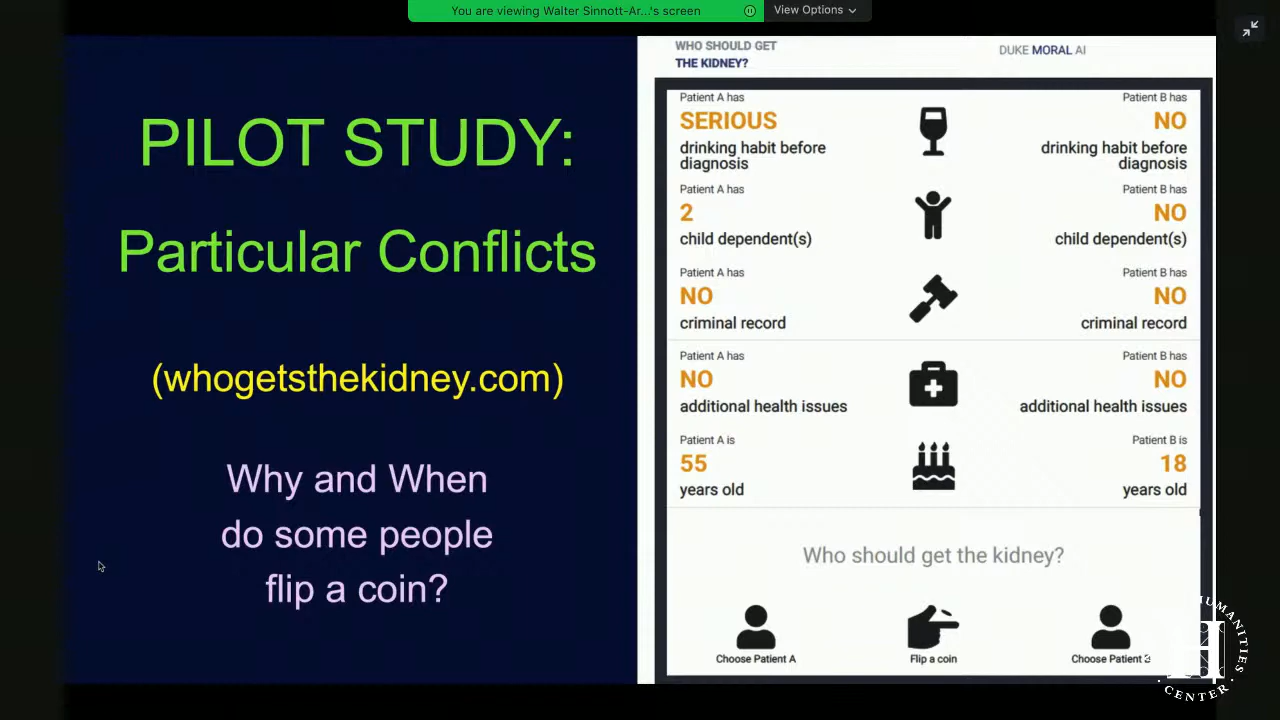 You are viewing Walter Sinnott-Ar...'s screen
View Options
PILOT STUDY:
Particular Conflicts
(whogetsthekidney.com)
Why and When
do some people
flip a coin?
WHO SHOULD GET
THE KIDNEY?
DUKE MORAL AI
Patient A has
SERIOUS
drinking habit before
diagnosis
Patient B has
NO
drinking habit before
diagnosis
Patient A has
2
child dependent(s)
Patient B has
NO
child dependent(s)
Patient A has
NO
criminal record
Patient B has
NO
criminal record
Patient A has
NO
additional health issues
Patient B has
NO
additional health issues
Patient A is
55
years old
Patient B is
18
years old
Who should get the kidney?
Choose Patient A
Flip a coin
Choose Patient
HUMANITIES
CENTER